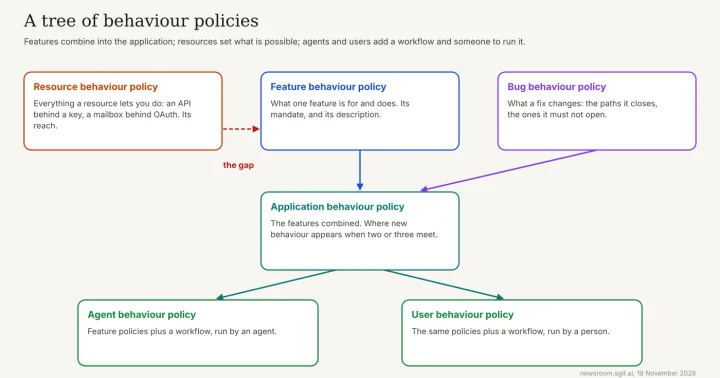 A tree of behaviour policies
Features combine into the application; resources set what is possible; agents and users add a workflow and someone to run it.
Resource behaviour policy
Everything a resource lets you do: an API
behind a key, a mailbox behind OAuth. Its
reach.
Feature behaviour policy
What one feature is for and does. Its
mandate, and its description.
Bug behaviour policy
What a fix changes: the paths it closes,
the ones it must not open.
the gap
Application behaviour policy
The features combined. Where new
behaviour appears when two or three meet.
Agent behaviour policy
Feature policies plus a workflow, run by an agent.
User behaviour policy
The same policies plus a workflow, run by a person.
newsroom.sgit.ai, 19 November 2026